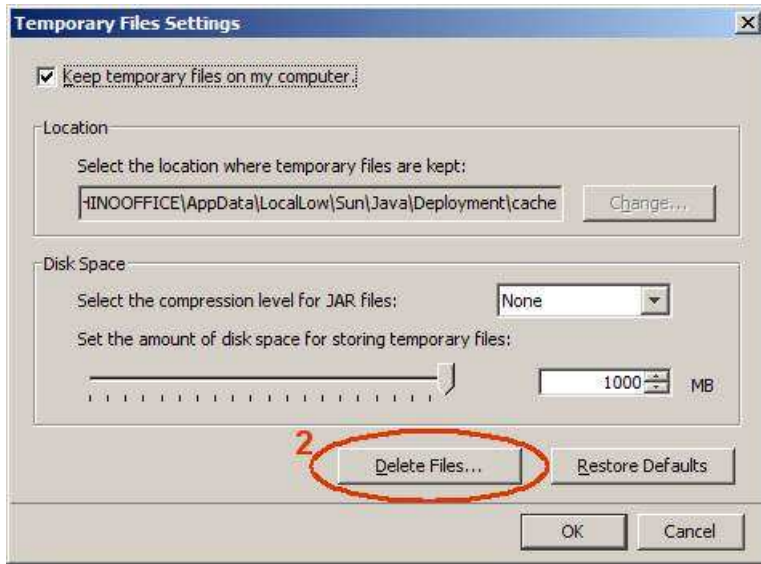 Temporary Files Settings
Keep temporary files on my computer.
Location
Select the location where temporary files are kept:
HINOOFFICE\AppData\LocalLow\Sun\Java\Deployment\cache
Change...
Disk Space
Select the compression level for JAR files:
None
Set the amount of disk space for storing temporary files:
1000
MB
2
Delete Files...
Restore Defaults
OK
Cancel